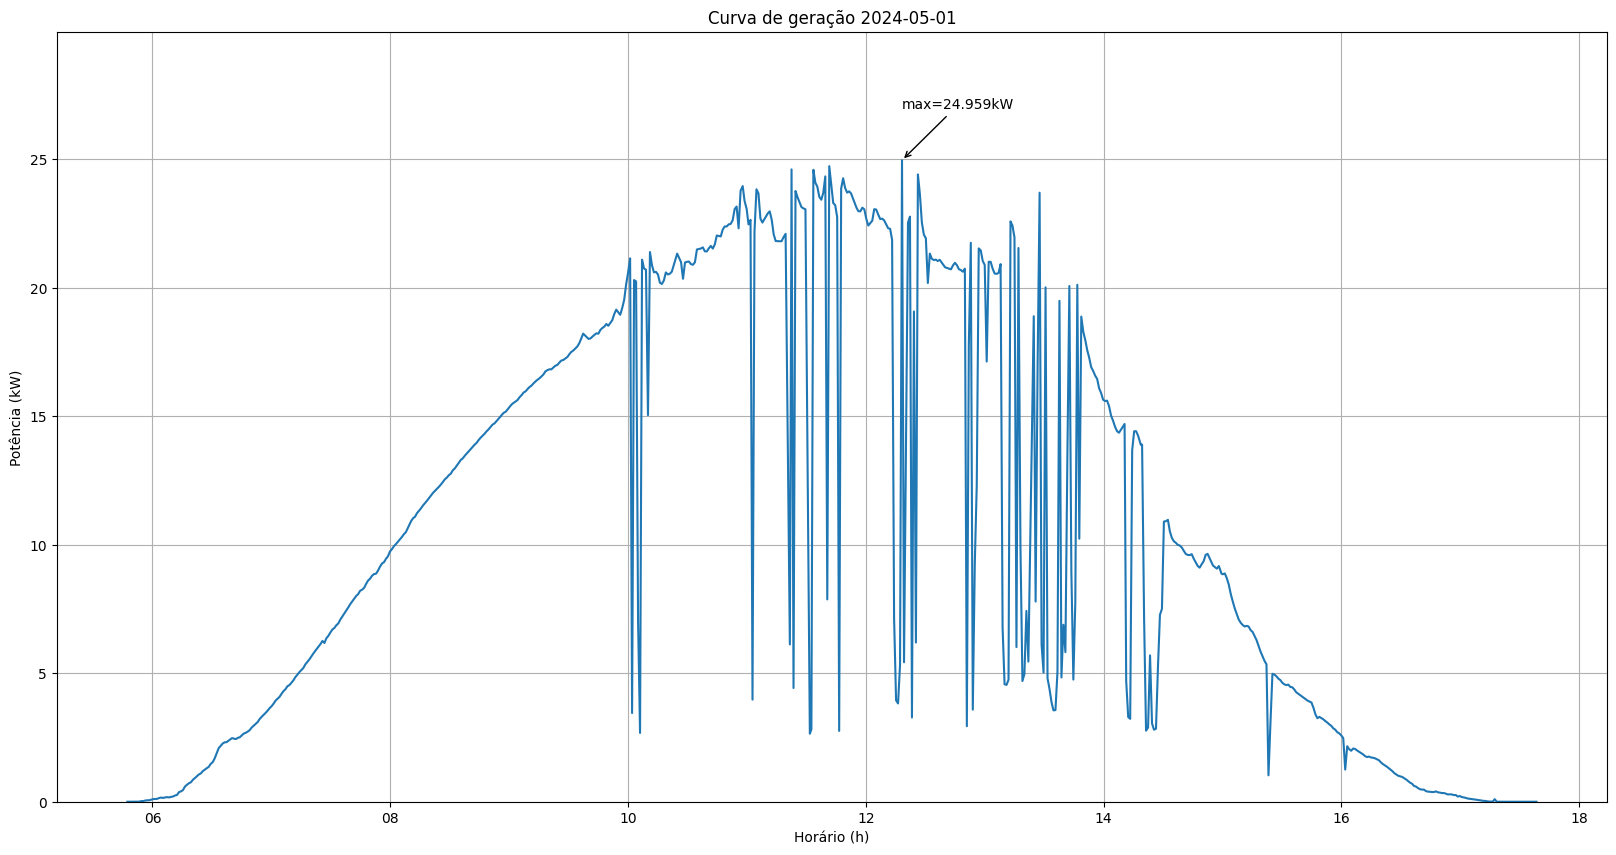 Curva de geração 2024-05-01
max=24.959kW
25
20
15
10
5
0
Potência (kW)
06 08 10 12 14 16 18
Horário (h)